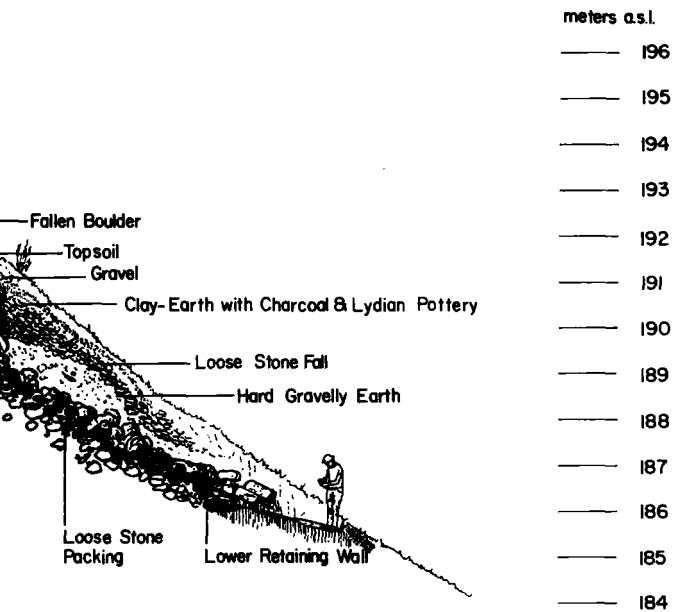 meters a.s.l.
196
195
194
193
192
191
190
189
188
187
186
185
184
Fallen Boulder
Topsoil
Gravel
Clay-Earth with Charcoal & Lydian Pottery
Loose Stone Fall
Hard Gravelly Earth
Loose Stone
Packing
Lower Retaining Wall